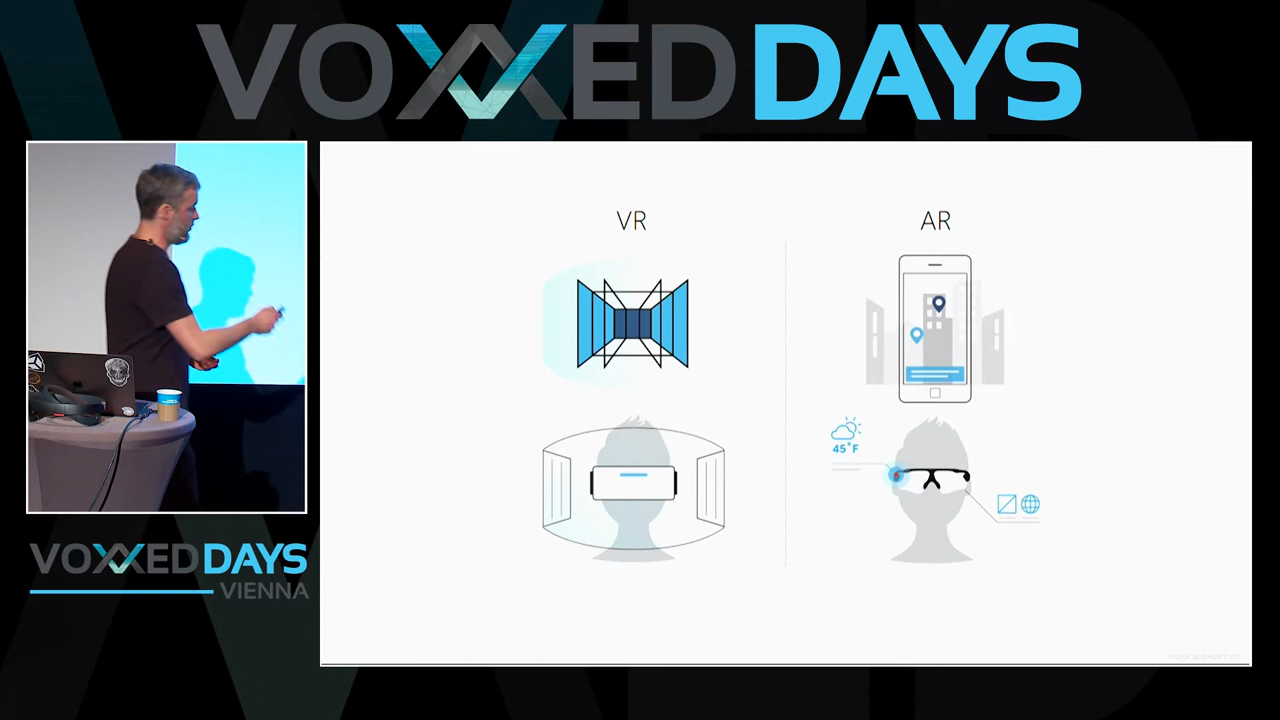 VOXXED DAYS
VR
AR
45°F
VOXXED DAYS
VIENNA